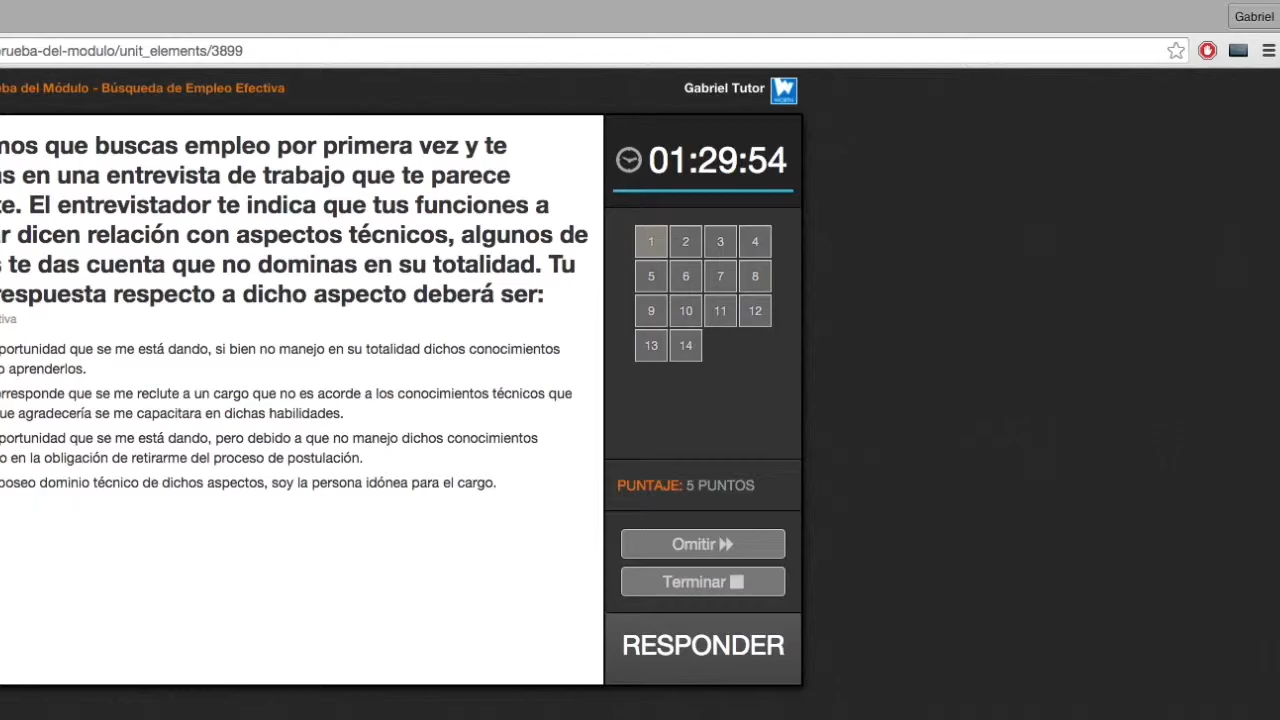 Gabriel
rueba-del-modulo/unit_elements/3899
ba del Módulo - Búsqueda de Empleo Efectiva
Gabriel Tutor
mos que buscas empleo por primera vez y te
s en una entrevista de trabajo que te parece
te. El entrevistador te indica que tus funciones a
r dicen relación con aspectos técnicos, algunos de
s te das cuenta que no dominas en su totalidad. Tu
respuesta respecto a dicho aspecto deberá ser:
tiva
portunidad que se me está dando, si bien no manejo en su totalidad dichos conocimientos
o aprenderlos.
rresponde que se me reclute a un cargo que no es acorde a los conocimientos técnicos que
ue agradecería se me capacitara en dichas habilidades.
portunidad que se me está dando, pero debido a que no manejo dichos conocimientos
o en la obligación de retirarme del proceso de postulación.
poseo dominio técnico de dichos aspectos, soy la persona idónea para el cargo.
01:29:54
1 2 3 4
5 6 7 8
9 10 11 12
13 14
PUNTAJE: 5 PUNTOS
Omitir
Terminar
RESPONDER